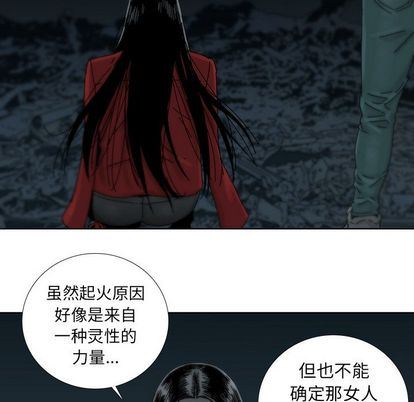 虽然起火原因
好像是来自
一种灵性的
力量...
但也不能
确定那女人